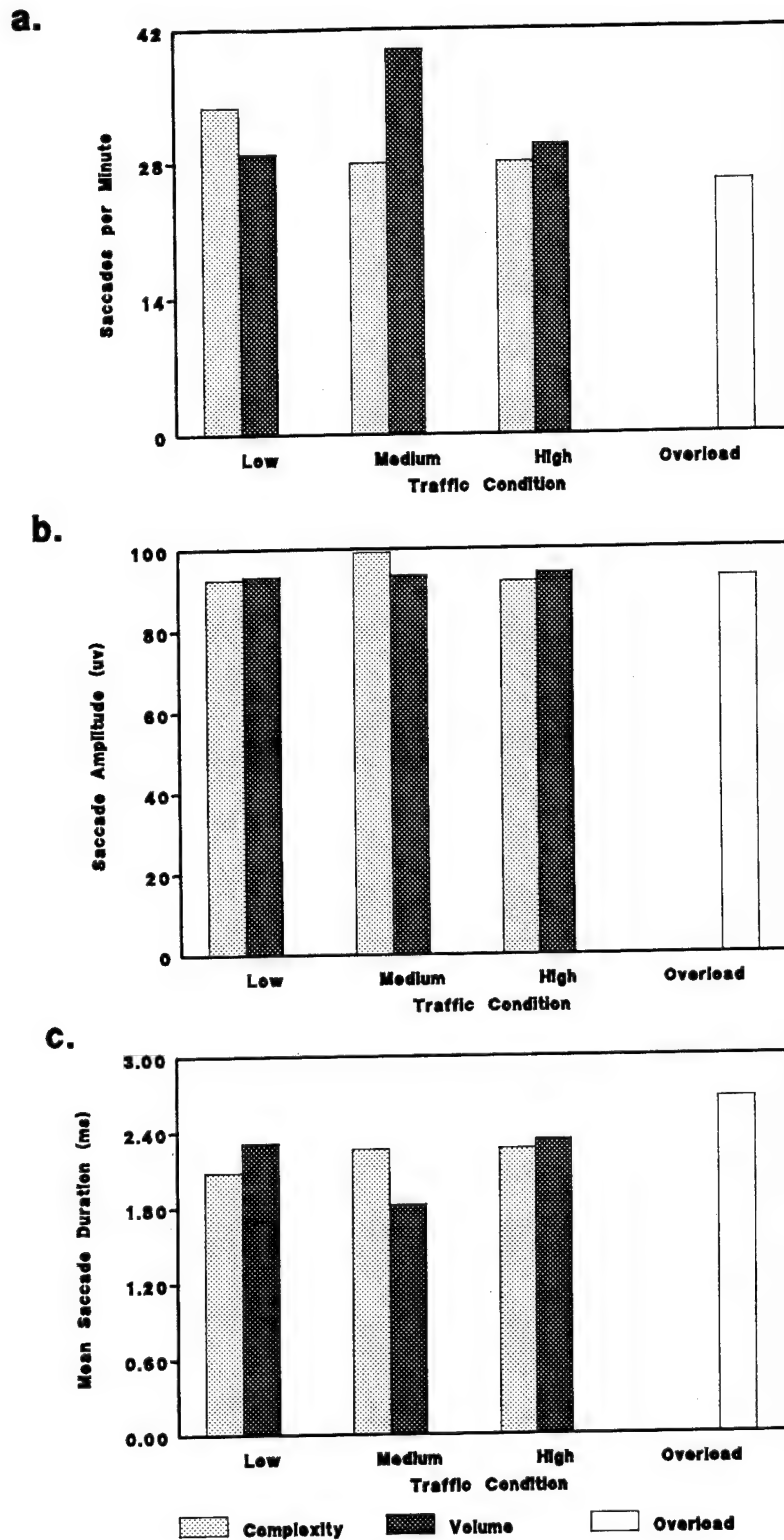 a.
42
28
14
0
Saccades per Minute
Low Medium High Overload
Traffic Condition
b.
100
80
60
40
20
0
Saccade Amplitude (uv)
Low Medium High Overload
Traffic Condition
c.
3.00
2.40
1.80
1.20
0.60
0.00
Mean Saccade Duration (ms)
Low Medium High Overload
Traffic Condition
Complexity Volume Overload